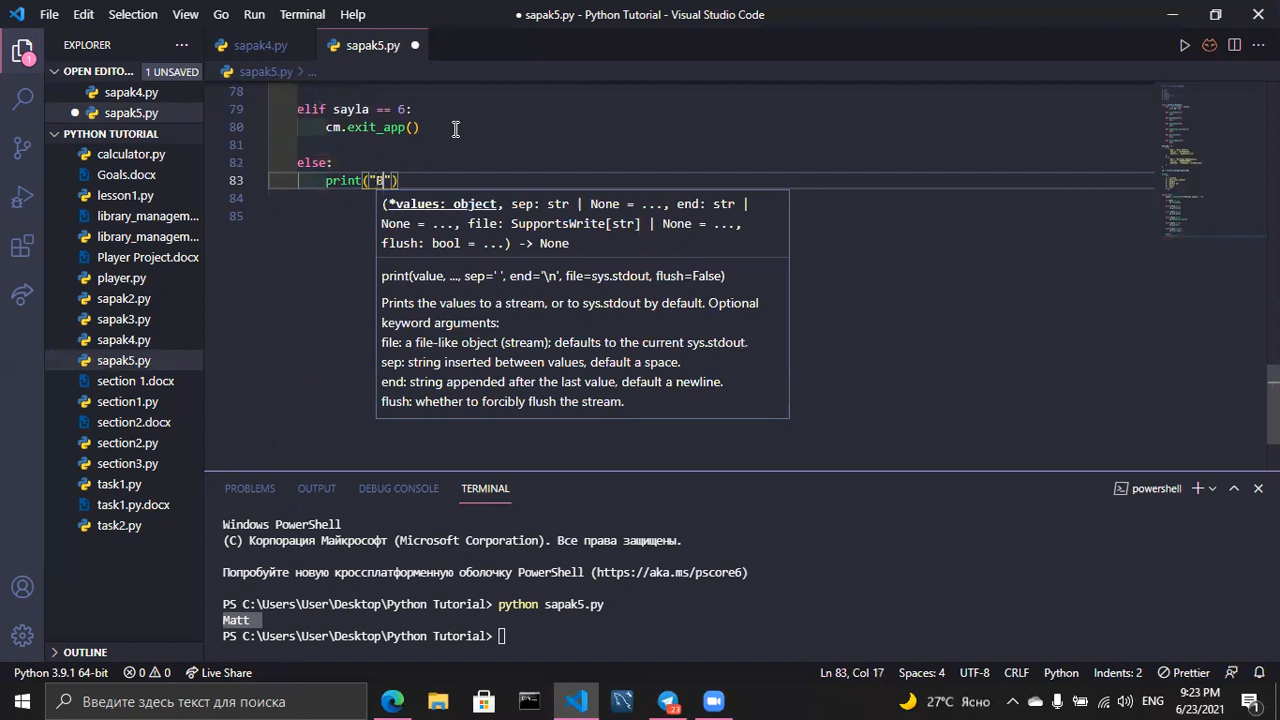 File Edit Selection View Go Run Terminal Help
● sapak5.py - Python Tutorial - Visual Studio Code
EXPLORER ...
sapak4.py sapak5.py ●
OPEN EDITO... 1 UNSAVED
sapak4.py
● sapak5.py
PYTHON TUTORIAL
calculator.py
Goals.docx
lesson1.py
library_managem...
library_managem...
Player Project.docx
player.py
sapak2.py
sapak3.py
sapak4.py
sapak5.py
section 1.docx
section1.py
section2.docx
section2.py
section3.py
task1.py
task1.py.docx
task2.py
OUTLINE
sapak5.py > ...
78
79 elif sayla == 6:
80 cm.exit_app()
81
82 else:
83 print("B")
84
85
(*values: object, sep: str | None = ..., end: str |
None = ..., file: SupportsWrite[str] | None = ...,
flush: bool = ...) -> None
print(value, ..., sep=' ', end='\n', file=sys.stdout, flush=False)
Prints the values to a stream, or to sys.stdout by default. Optional
keyword arguments:
file: a file-like object (stream); defaults to the current sys.stdout.
sep: string inserted between values, default a space.
end: string appended after the last value, default a newline.
flush: whether to forcibly flush the stream.
PROBLEMS OUTPUT DEBUG CONSOLE TERMINAL
powershell
Windows PowerShell
(C) Корпорация Майкрософт (Microsoft Corporation). Все права защищены.
Попробуйте новую кроссплатформенную оболочку PowerShell (https://aka.ms/pscore6)
PS C:\Users\User\Desktop\Python Tutorial> python sapak5.py
Matt
PS C:\Users\User\Desktop\Python Tutorial>
Python 3.9.1 64-bit 0 0 Live Share
Ln 83, Col 17 Spaces: 4 UTF-8 CRLF Python Indents: 2 Prettier
Введите здесь текст для поиска
23
27°C Ясно
ENG
9:23 PM
6/23/2021
1
1